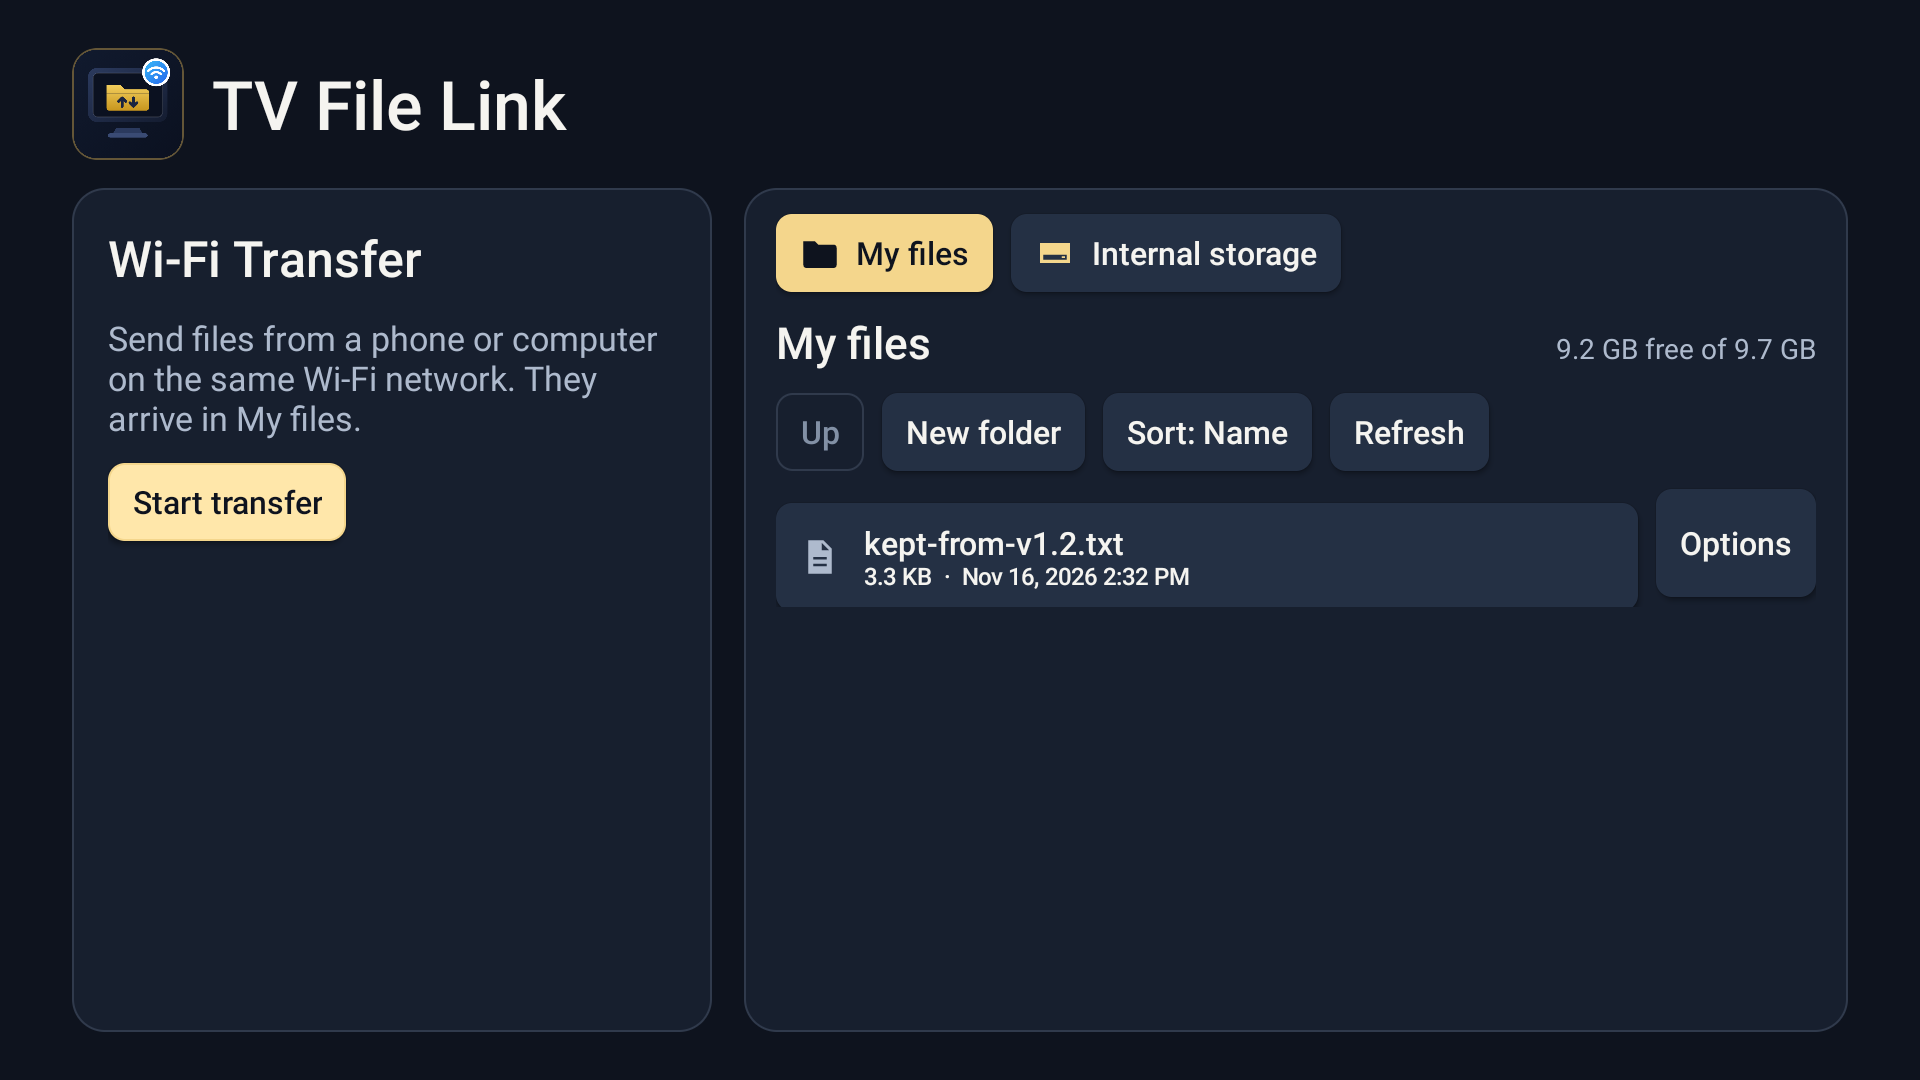 TV File Link
Wi-Fi Transfer
Send files from a phone or computer
on the same Wi-Fi network. They
arrive in My files.
Start transfer
My files
Internal storage
My files
9.2 GB free of 9.7 GB
Up
New folder
Sort: Name
Refresh
kept-from-v1.2.txt
3.3 KB · Nov 16, 2026 2:32 PM
Options